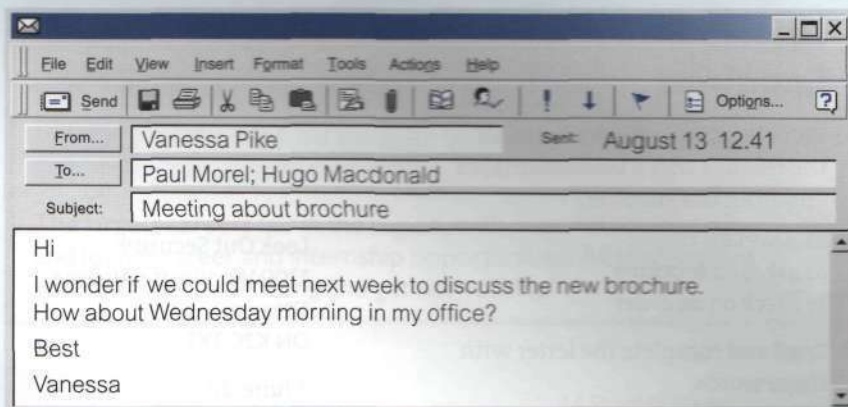 File Edit View Insert Format Tools Actions Help
Send Options...
From... Vanessa Pike Sent: August 13 12.41
To... Paul Morel; Hugo Macdonald
Subject: Meeting about brochure
Hi
I wonder if we could meet next week to discuss the new brochure.
How about Wednesday morning in my office?
Best
Vanessa